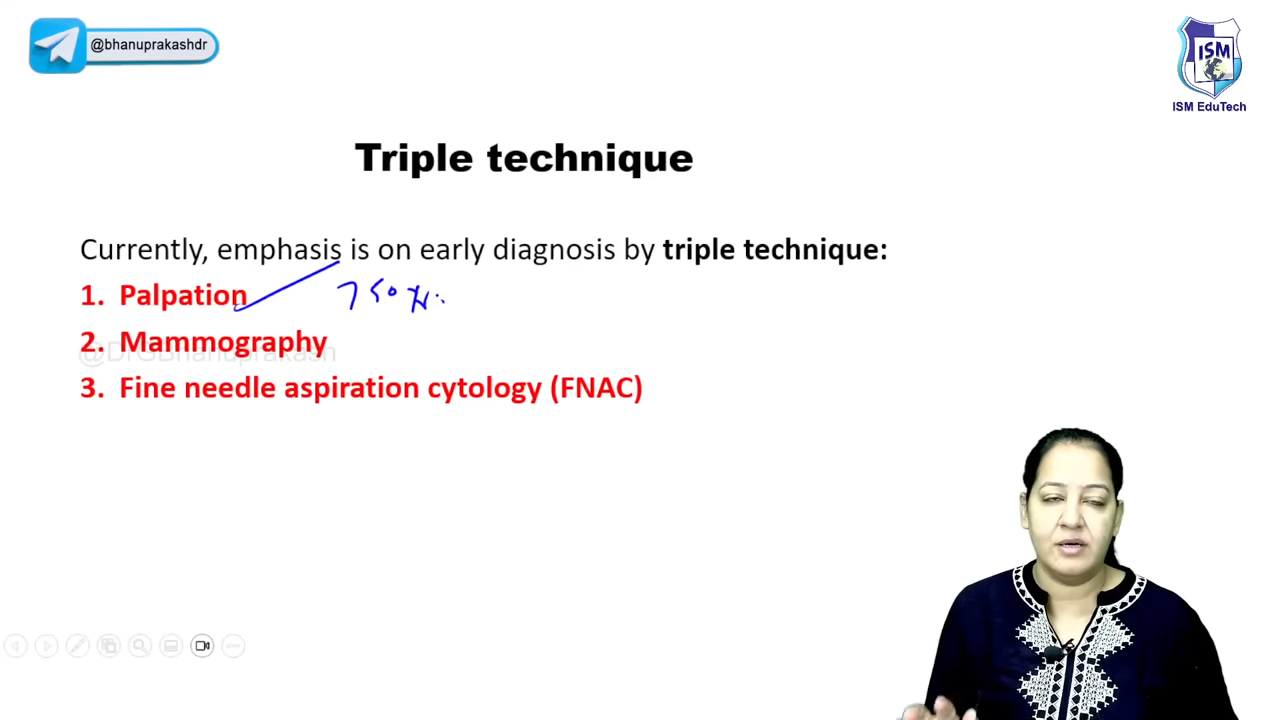 @bhanuprakashdr
ISM
ISM EduTech
Triple technique
Currently, emphasis is on early diagnosis by triple technique:
1. Palpation
2. Mammography
@DrGBhanuprakash
3. Fine needle aspiration cytology (FNAC)